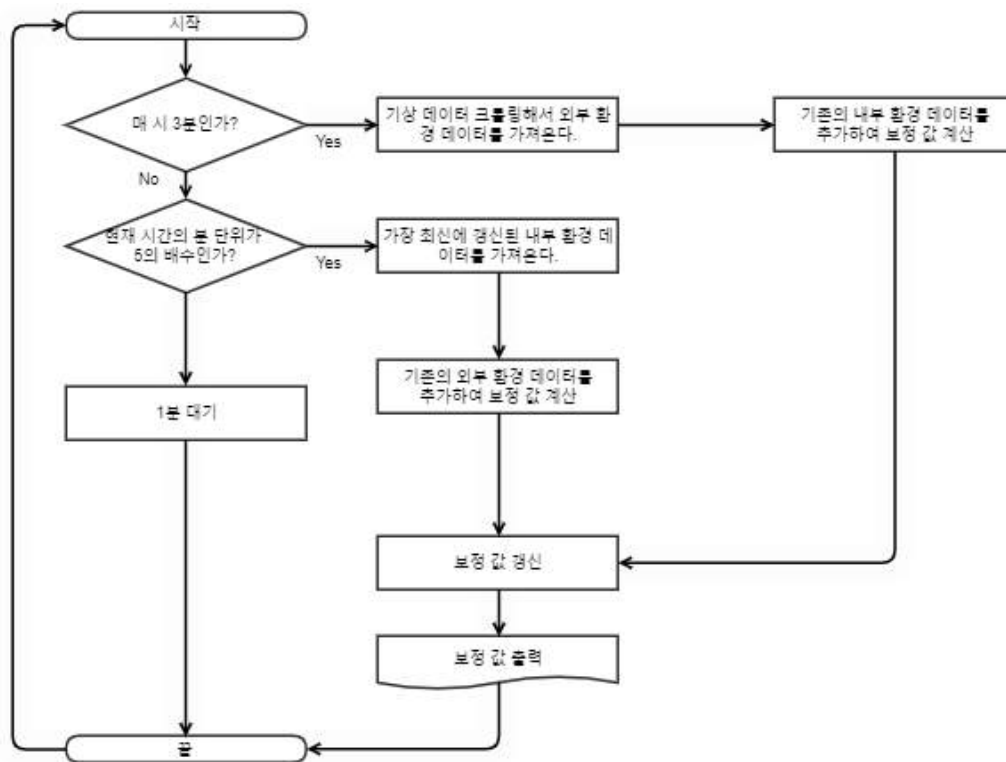 시작
매 시 3분인가?
Yes
기상 데이터 크롤링해서 외부 환
경 데이터를 가져온다.
기존의 내부 환경 데이터를
추가하여 보정 값 계산
No
현재 시간의 분 단위가
5의 배수인가?
Yes
가장 최신에 갱신된 내부 환경 데
이터를 가져온다.
기존의 외부 환경 데이터를
추가하여 보정 값 계산
1분 대기
보정 값 갱신
보정 값 출력
끝